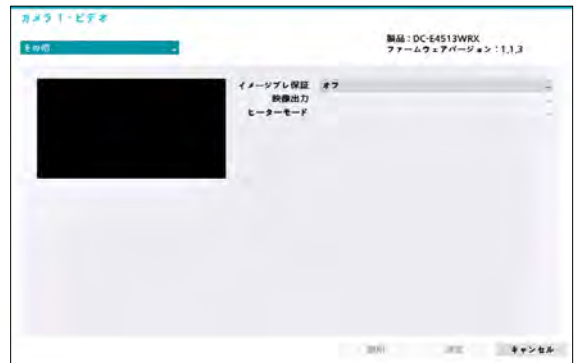 カメラ 1 - ビデオ
製品 : DC-E4513WRX
その他
ファームウェアバージョン : 1.1.3
イメージブレ保証 オフ
映像出力
ヒーターモード
キャンセル